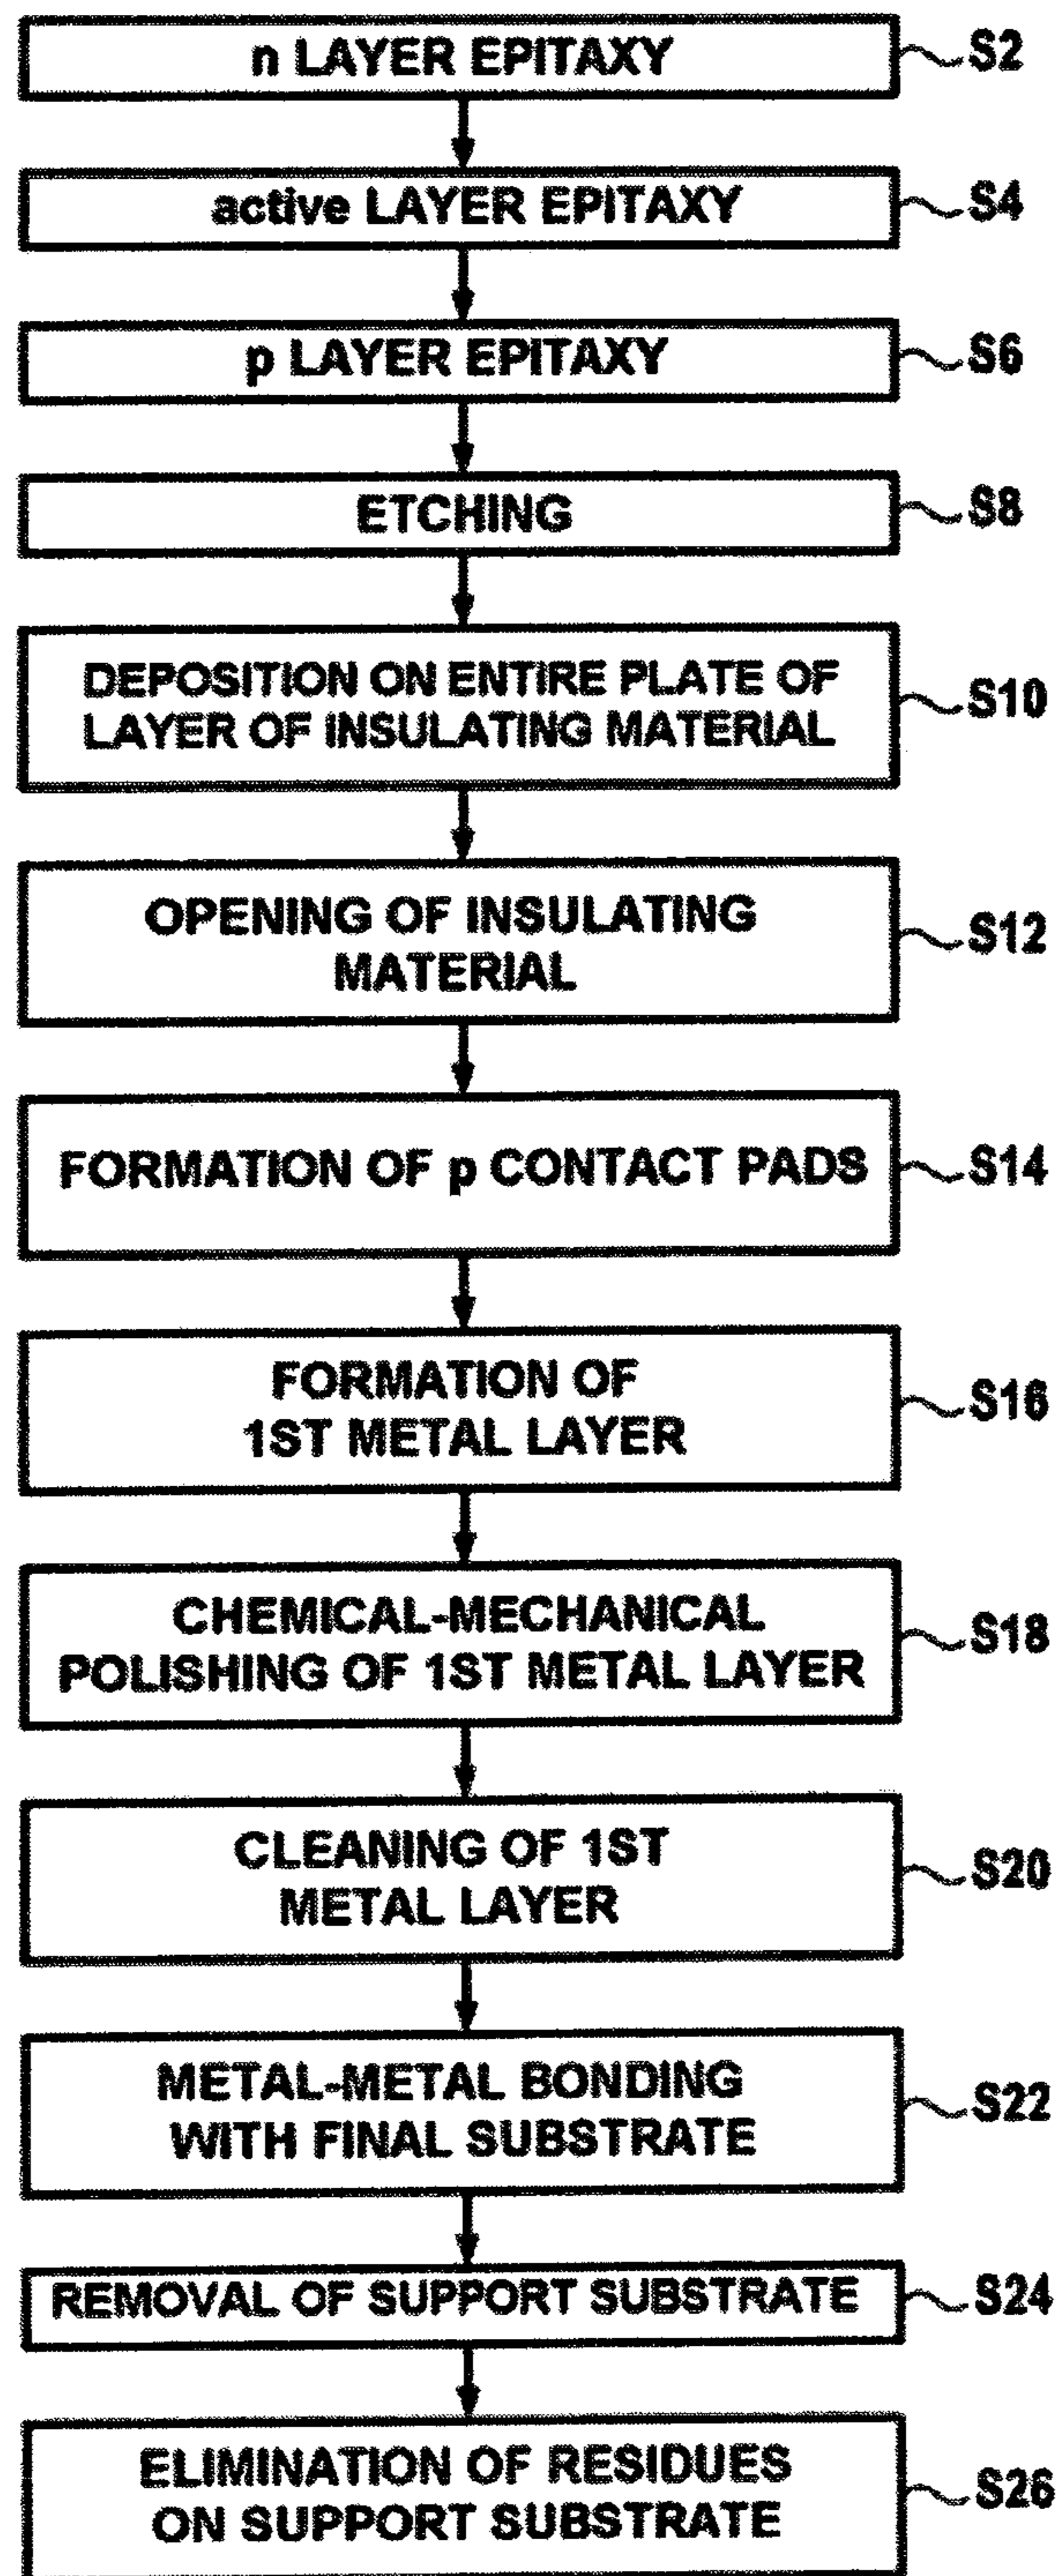 n LAYER EPITAXY
S2
active LAYER EPITAXY
S4
p LAYER EPITAXY
S6
ETCHING
S8
DEPOSITION ON ENTIRE PLATE OF
LAYER OF INSULATING MATERIAL
S10
OPENING OF INSULATING
MATERIAL
S12
FORMATION OF p CONTACT PADS
S14
FORMATION OF
1ST METAL LAYER
S16
CHEMICAL-MECHANICAL
POLISHING OF 1ST METAL LAYER
S18
CLEANING OF 1ST
METAL LAYER
S20
METAL-METAL BONDING
WITH FINAL SUBSTRATE
S22
REMOVAL OF SUPPORT SUBSTRATE
S24
ELIMINATION OF RESIDUES
ON SUPPORT SUBSTRATE
S26